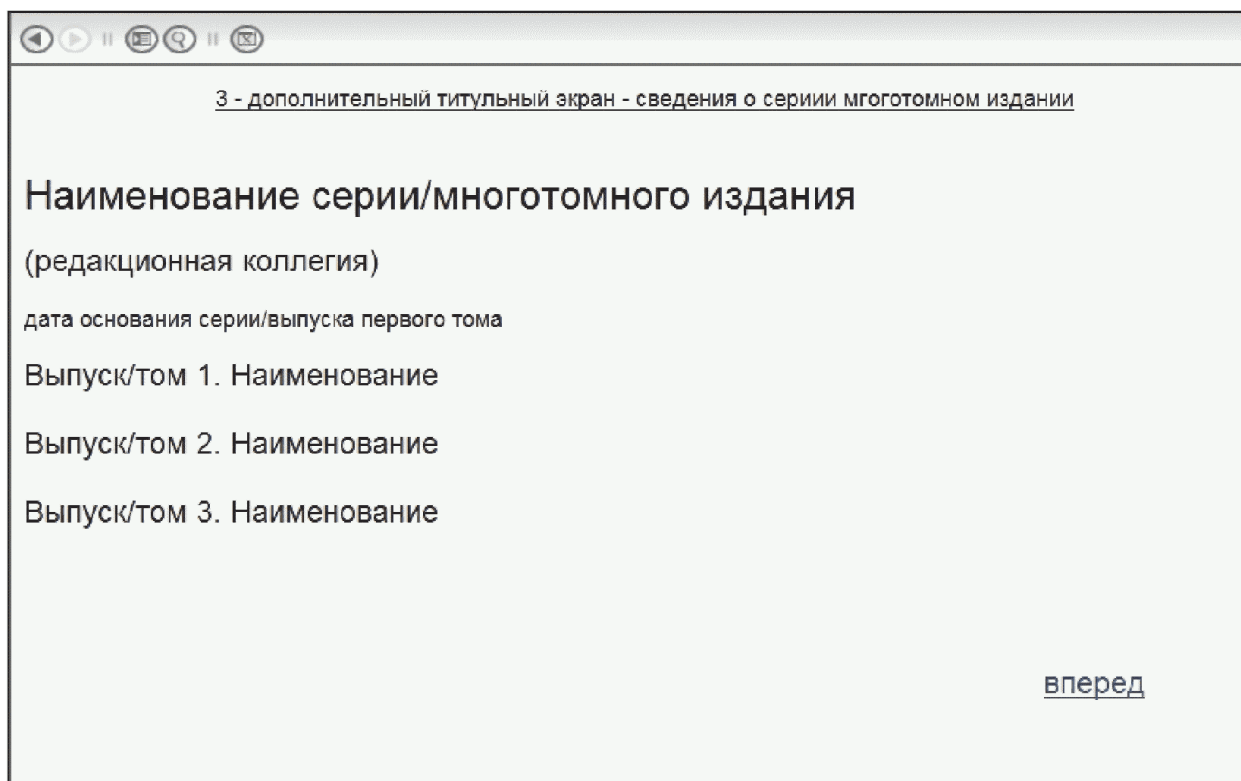 3 - дополнительный титульный экран - сведения о сериии мгоготомном издании
Наименование серии/многотомного издания
(редакционная коллегия)
дата основания серии/выпуска первого тома
Выпуск/том 1. Наименование
Выпуск/том 2. Наименование
Выпуск/том 3. Наименование
вперед